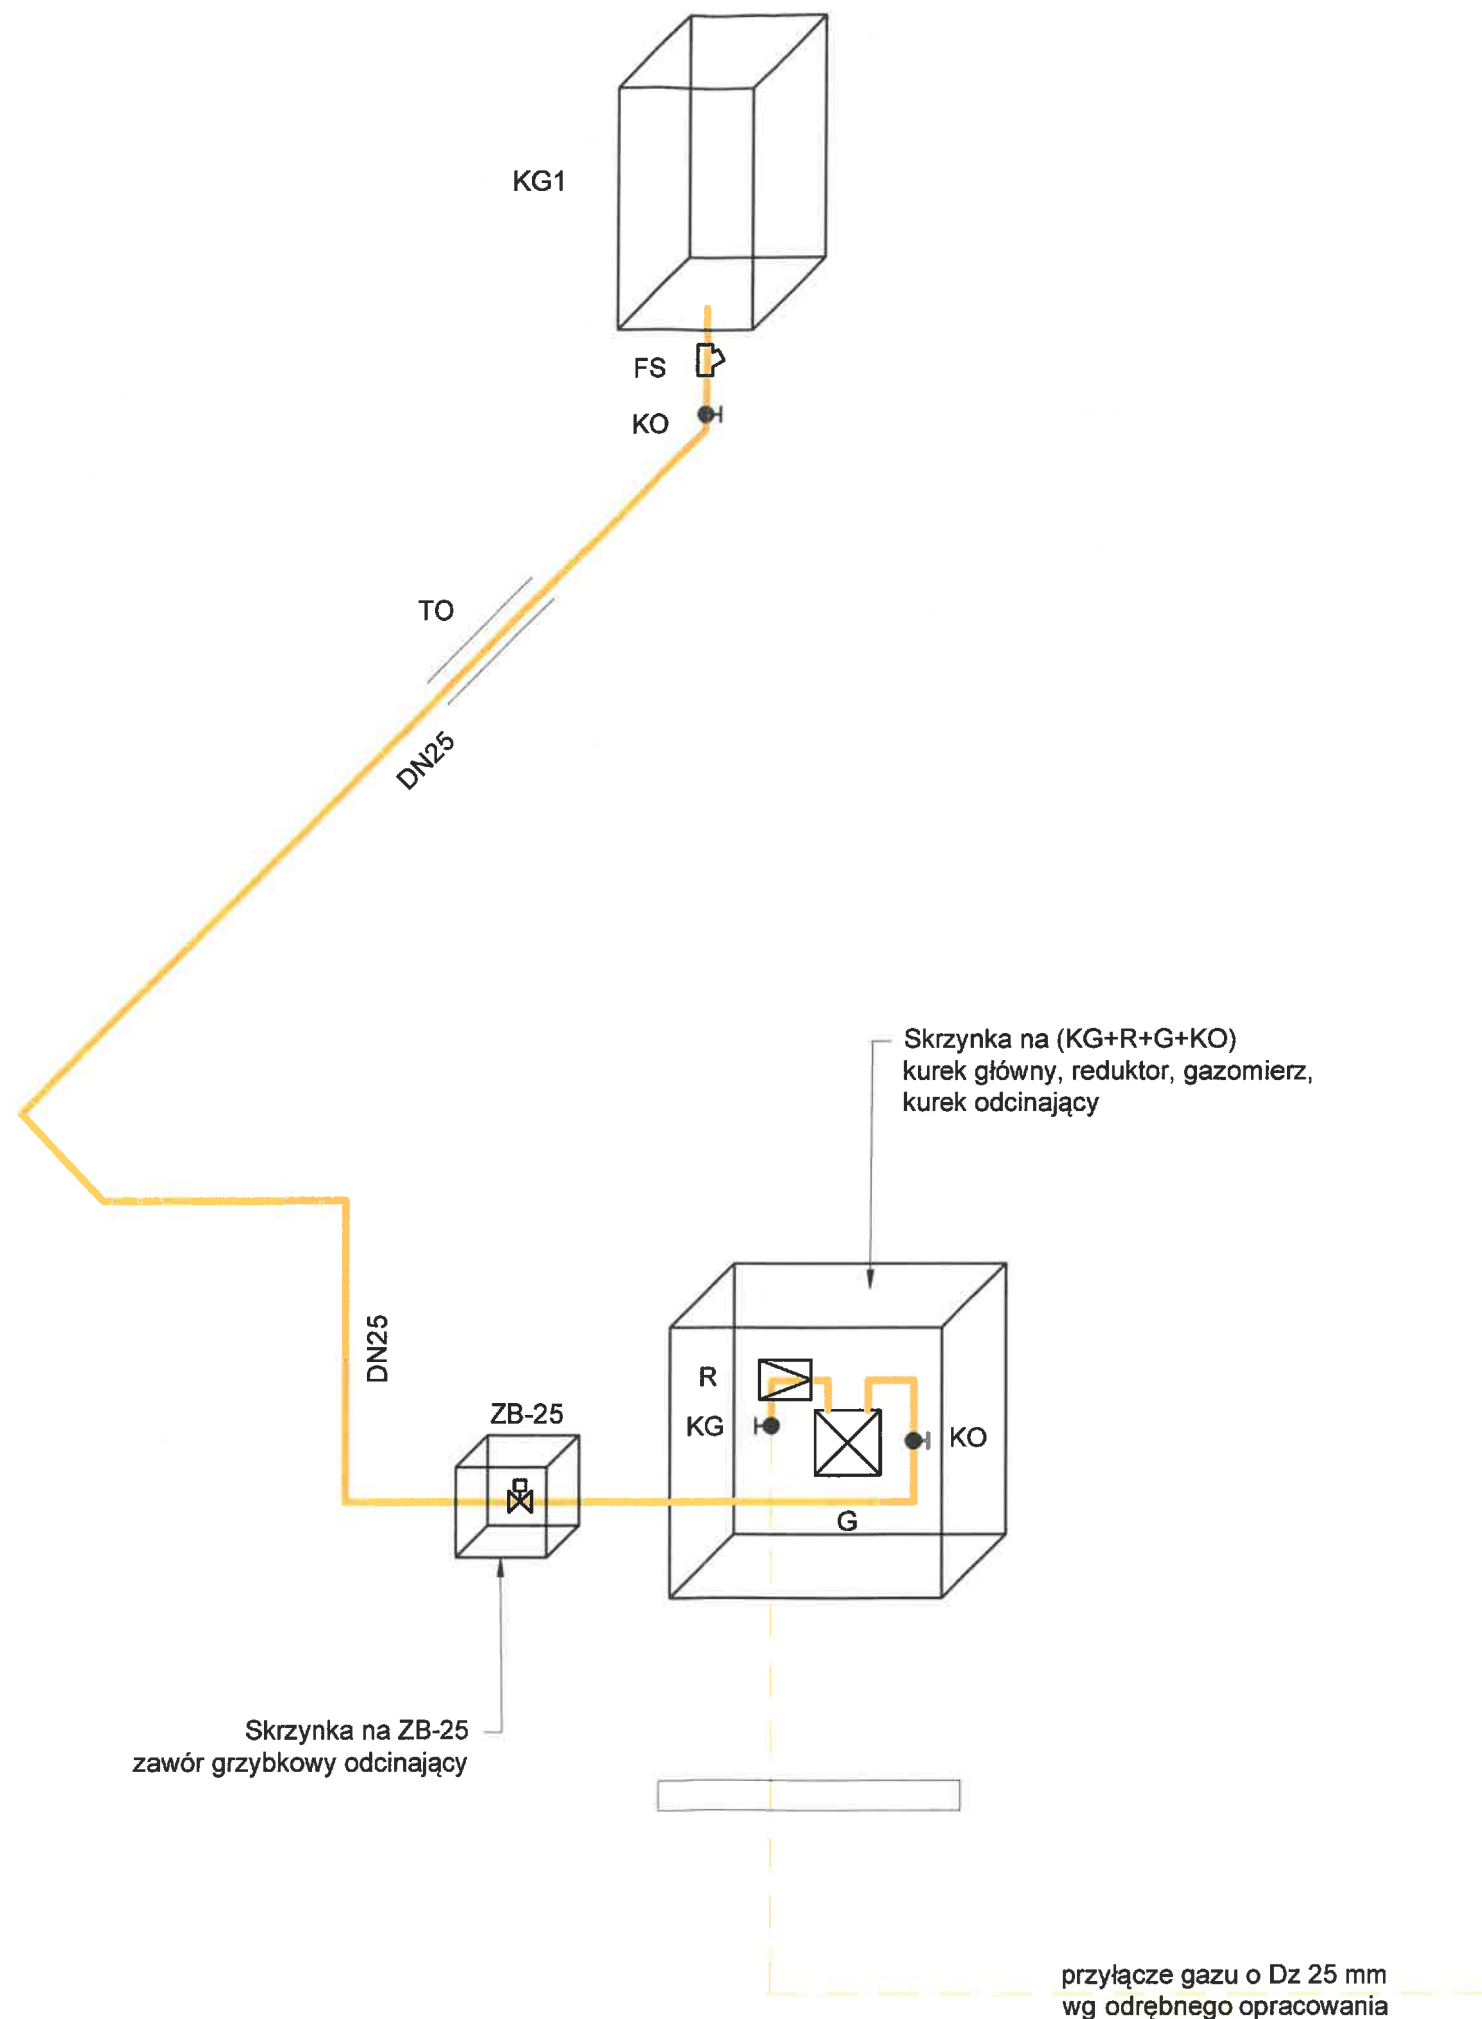 KG1
FS
KO
TO
DN25
Skrzynka na (KG+R+G+KO)
kurek główny, reduktor, gazomierz,
kurek odcinający
DN25
R
KG
KO
ZB-25
G
Skrzynka na ZB-25
zawór grzybkowy odcinający
przyłącze gazu o Dz 25 mm
wg odrębnego opracowania